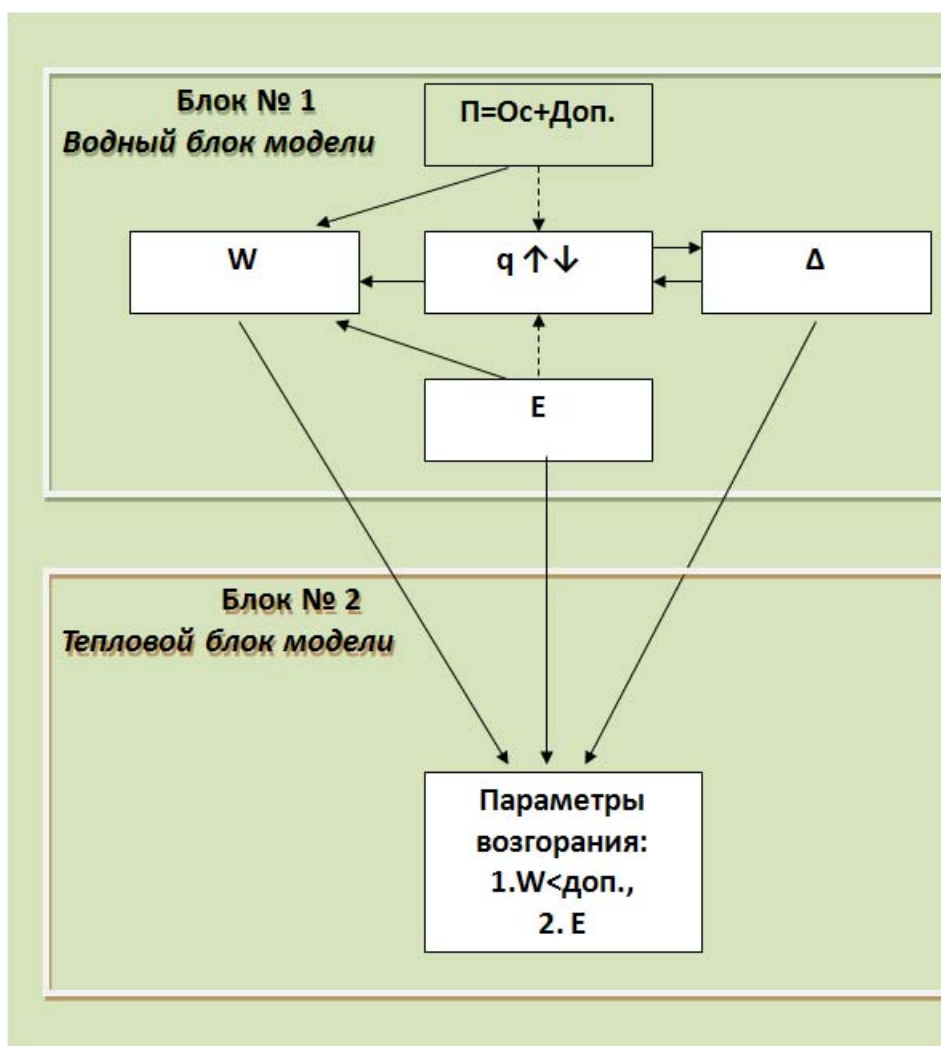 Блок № 1
Водный блок модели
П=Ос+Доп.
W
q ↑↓
Δ
E
Блок № 2
Тепловой блок модели
Параметры
возгорания:
1.W<доп.,
2. E